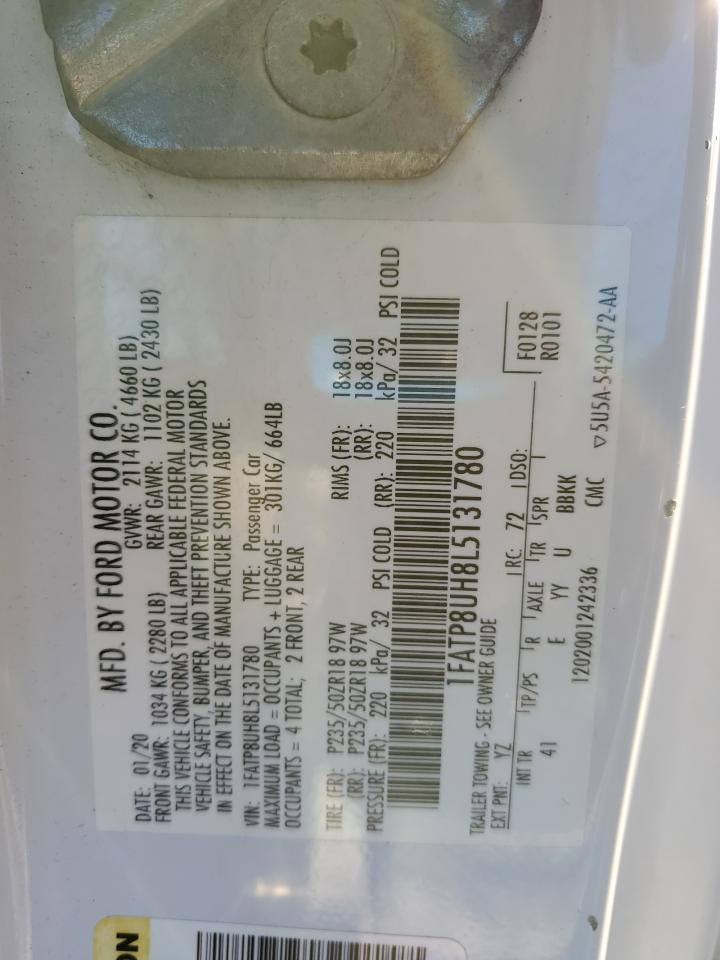 MFD. BY FORD MOTOR CO.
DATE: 01/20 GVWR: 2114 KG ( 4660 LB)
FRONT GAWR: 1034 KG ( 2280 LB) REAR GAWR: 1102 KG ( 2430 LB)
THIS VEHICLE CONFORMS TO ALL APPLICABLE FEDERAL MOTOR
VEHICLE SAFETY, BUMPER, AND THEFT PREVENTION STANDARDS
IN EFFECT ON THE DATE OF MANUFACTURE SHOWN ABOVE.
VIN: 1FATP8UH8L5131780 TYPE: Passenger Car
MAXIMUM LOAD = OCCUPANTS + LUGGAGE = 301KG/ 664LB
OCCUPANTS = 4 TOTAL; 2 FRONT, 2 REAR
TIRE (FR): P235/50ZR18 97W RIMS (FR): 18x8.0J
(RR): P235/50ZR18 97W (RR): 18x8.0J
PRESSURE (FR): 220 kPa/ 32 PSI COLD (RR): 220 kPa/ 32 PSI COLD
1FATP8UH8L5131780
TRAILER TOWING - SEE OWNER GUIDE
EXT PNT: YZ RC: 72 DSO: F0128
R0101
INT TR TP/PS R AXLE TR SPR
41 E YY U BBKK
1202001242336 CMC ▽5U5A-5420472-AA
ON